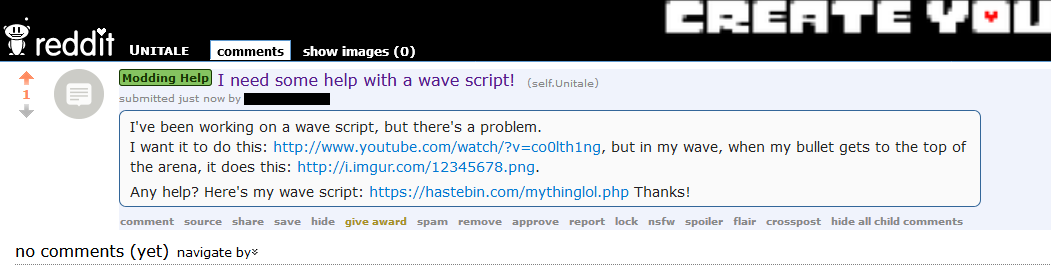 CREATE YOU
reddit UNITALE comments show images (0)
Modding Help I need some help with a wave script! (self.Unitale)
1
submitted just now by
I've been working on a wave script, but there's a problem.
I want it to do this: http://www.youtube.com/watch/?v=co0lth1ng, but in my wave, when my bullet gets to the top of
the arena, it does this: http://i.imgur.com/12345678.png.
Any help? Here's my wave script: https://hastebin.com/mythinglol.php Thanks!
comment source share save hide give award spam remove approve report lock nsfw spoiler flair crosspost hide all child comments
no comments (yet) navigate by